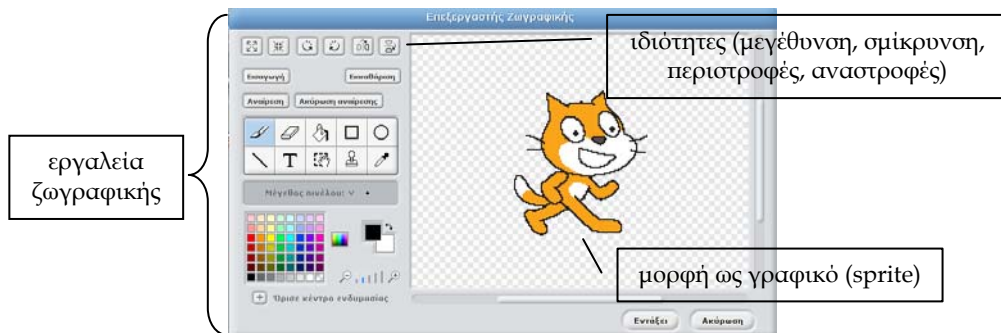 Επεξεργαστής Ζωγραφικής
ιδιότητες (μεγέθυνση, σμίκρυνση,
περιστροφές, αναστροφές)
Εισαγωγή Εκκαθάριση
Αναίρεση Ακύρωση αναίρεσης
T
εργαλεία
ζωγραφικής
Μέγεθος πινέλου:
μορφή ως γραφικό (sprite)
Όρισε κέντρο ενδυμασίας
Εντάξει Ακύρωση